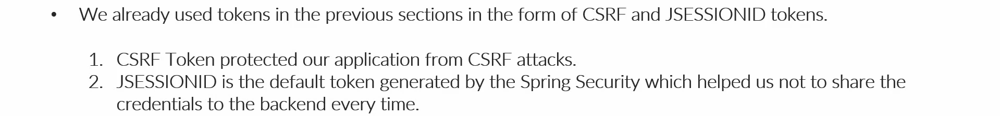 • We already used tokens in the previous sections in the form of CSRF and JSESSIONID tokens.
1. CSRF Token protected our application from CSRF attacks.
2. JSESSIONID is the default token generated by the Spring Security which helped us not to share the
credentials to the backend every time.